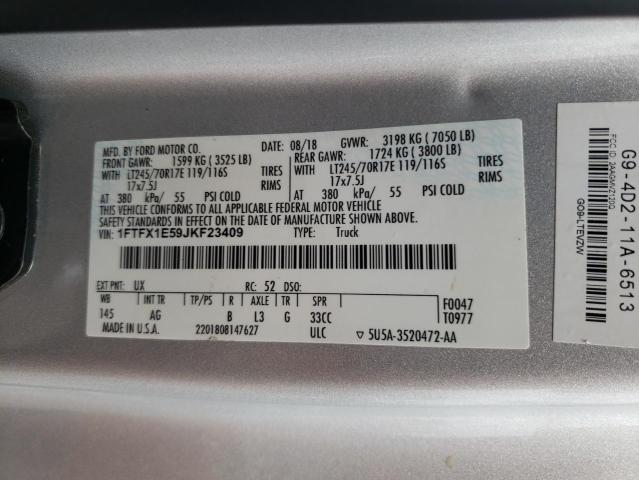 MFD. BY FORD MOTOR CO.
08/18 GVWR: 3198 KG ( 7050 LB)
FRONT GAWR: 1599 KG ( 3525 LB)
REAR GAWR: 1724 KG ( 3800 LB)
WITH LT245/70R17E 119/116S TIRES
WITH LT245/70R17E 119/116S TIRES
17x7.5J RIMS
17x7.5J RIMS
AT 380 kPa/ 55 PSI COLD
AT 380 kPa/ 55 PSI COLD
THIS VEHICLE CONFORMS TO ALL APPLICABLE FEDERAL MOTOR VEHICLE
SAFETY STANDARDS IN EFFECT ON THE DATE OF MANUFACTURE SHOWN ABOVE.
VIN: 1FTFX1E59JKF23409 TYPE: Truck
EXT PNT: UX RC: 52 DSO:
WB INT TR TP/PS R AXLE TR SPR
145 AG B L3 G 33CC
F0047
T0977
MADE IN U.S.A. 2201808147627 ULC ▽ 5U5A-3520472-AA
G9-4D2-11A-6513
GO9-LTEVZW